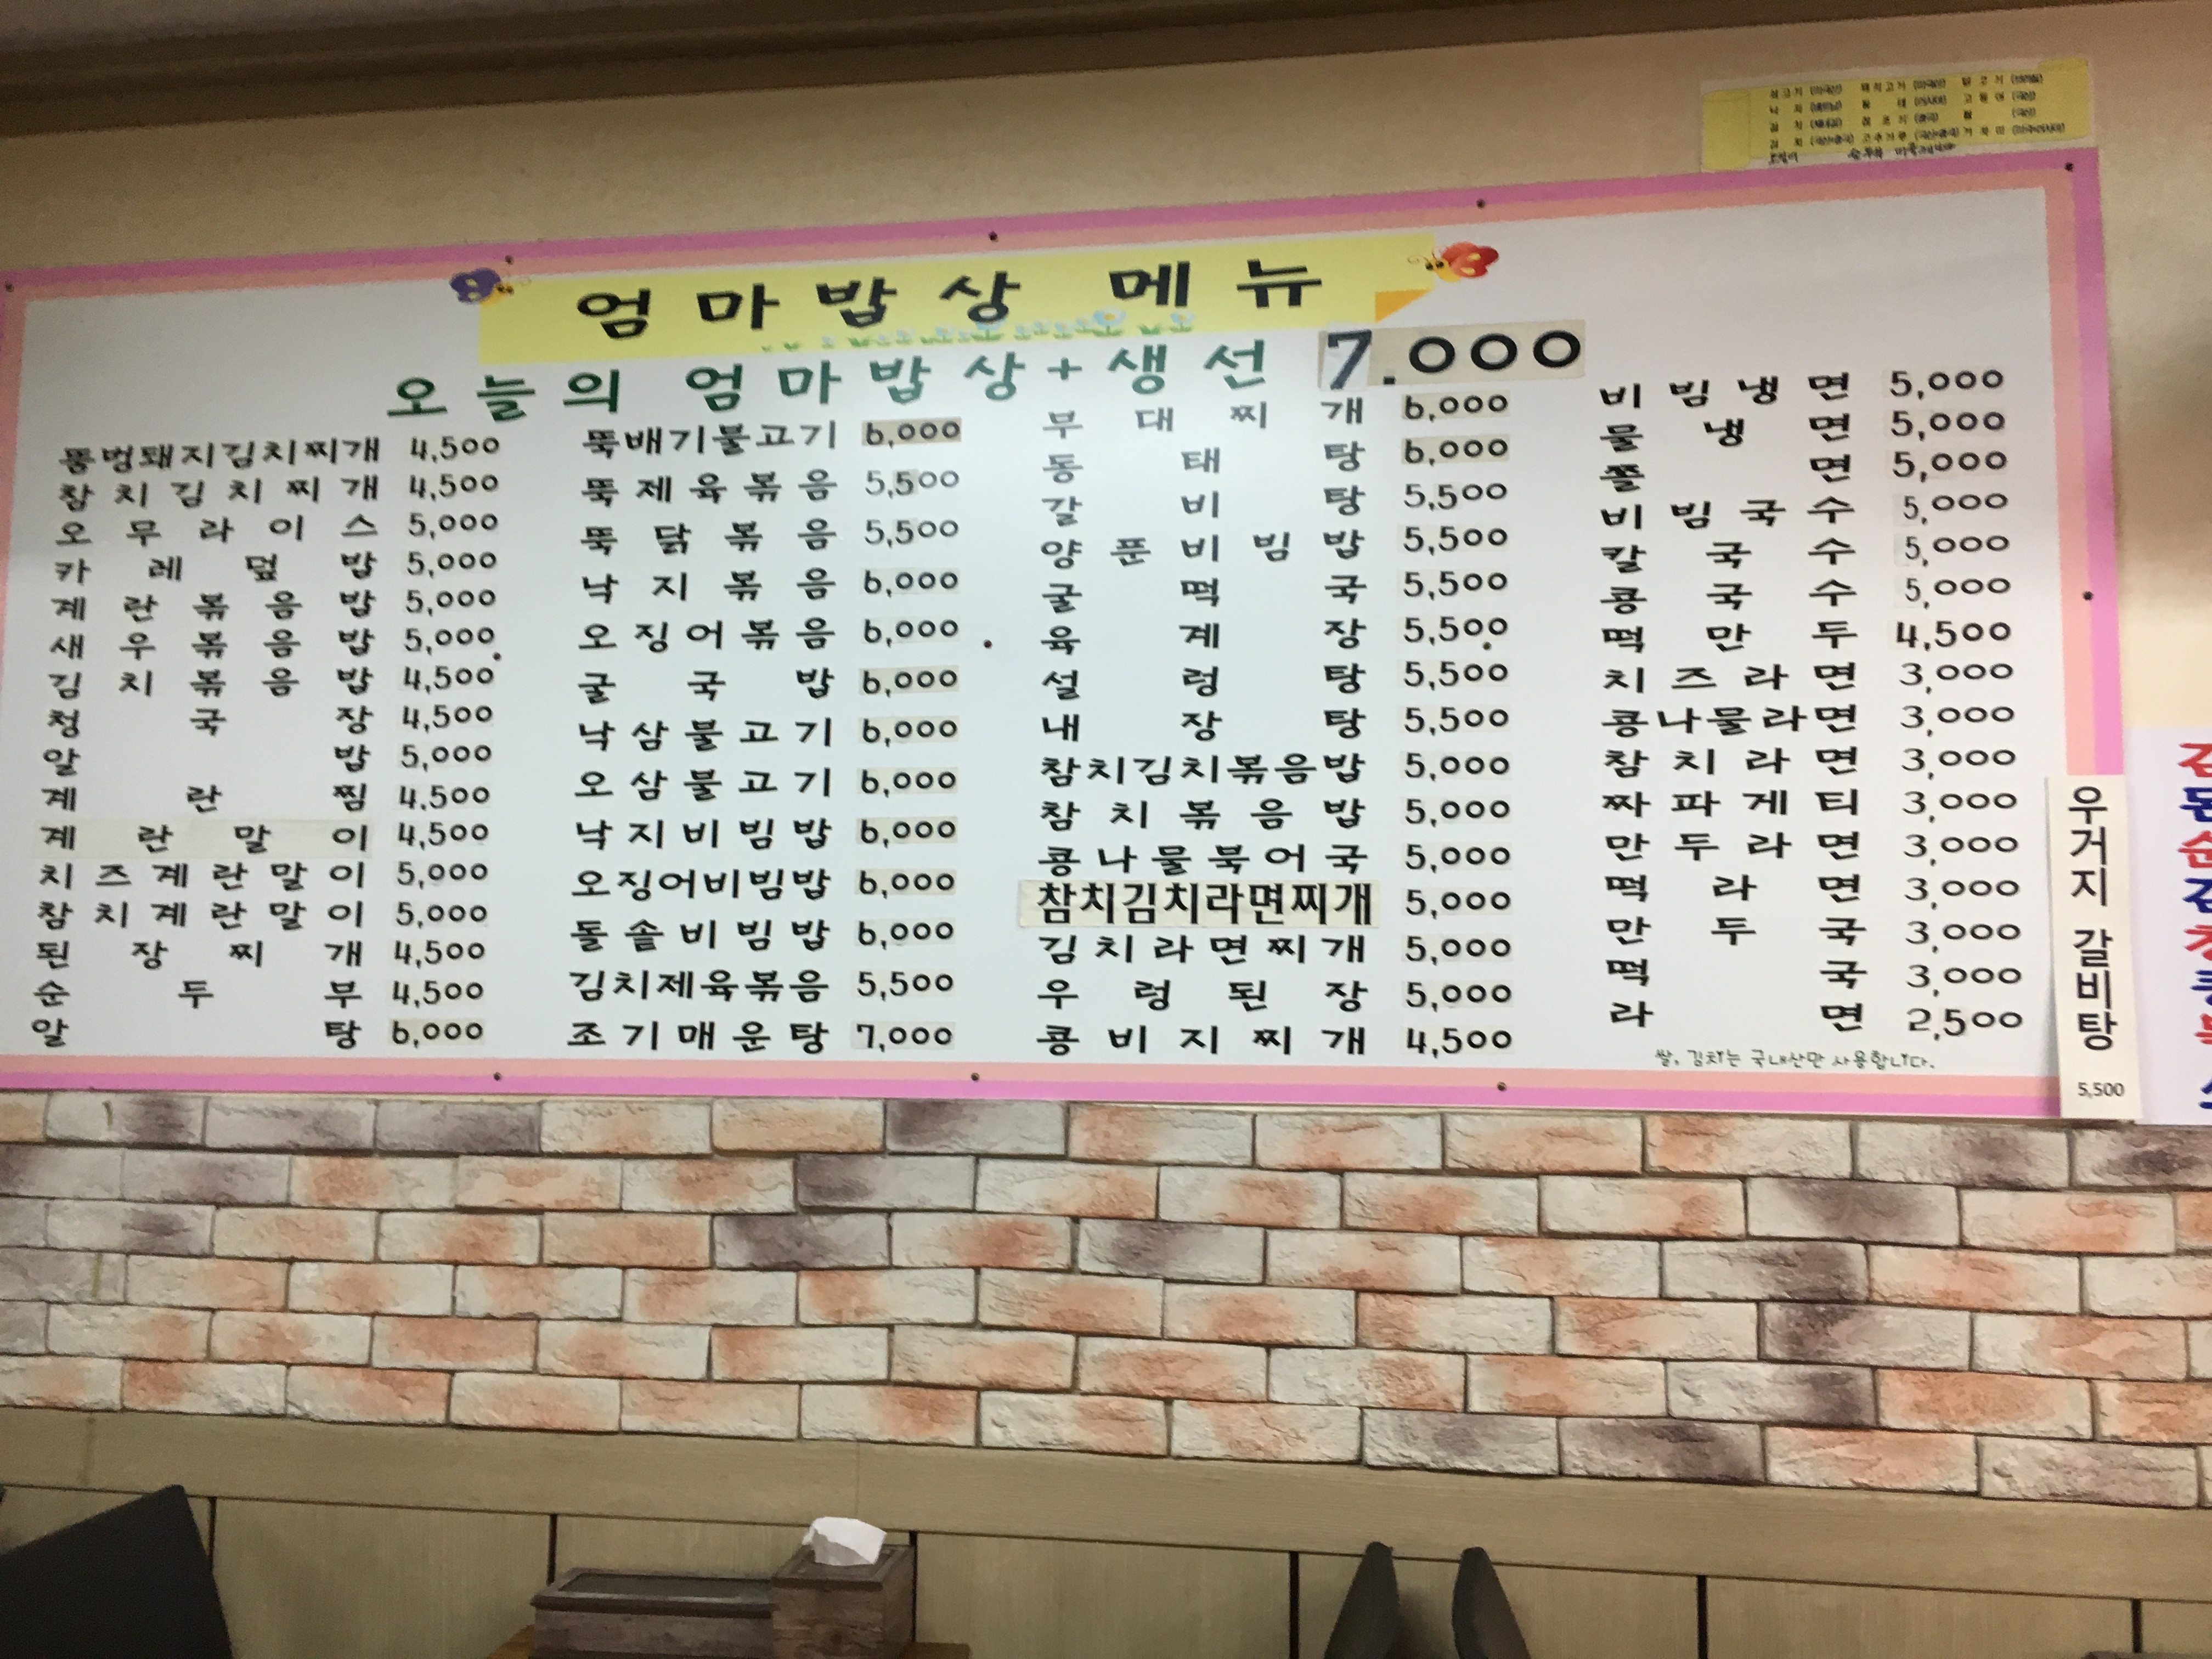 엄마밥상 메뉴
오늘의 엄마밥상+생선 7.000
뚱벙돼지김치찌개 4,500
참치김치찌개 4,500
오무라이스 5,000
카레덮밥 5,000
계란볶음밥 5,000
새우볶음밥 5,000
김치볶음밥 4,500
청국장 4,500
알밥 5,000
계란찜 4,500
계란말이 4,500
치즈계란말이 5,000
참치계란말이 5,000
된장찌개 4,500
순두부 4,500
알탕 6,000
뚝배기불고기 6,000
뚝제육볶음 5,500
뚝닭볶음 5,500
낙지볶음 6,000
오징어볶음 6,000
굴국밥 6,000
낙삼불고기 6,000
오삼불고기 6,000
낙지비빔밥 6,000
오징어비빔밥 6,000
돌솥비빔밥 6,000
김치제육볶음 5,500
조기매운탕 7,000
부대찌개 6,000
동태탕 6,000
갈비탕 5,500
양푼비빔밥 5,500
굴떡국 5,500
육계장 5,500
설렁탕 5,500
내장탕 5,500
참치김치볶음밥 5,000
참치볶음밥 5,000
콩나물북어국 5,000
참치김치라면찌개 5,000
김치라면찌개 5,000
우렁된장 5,000
콩비지찌개 4,500
비빔냉면 5,000
물냉면 5,000
쫄면 5,000
비빔국수 5,000
칼국수 5,000
콩국수 5,000
떡만두 4,500
치즈라면 3,000
콩나물라면 3,000
참치라면 3,000
짜파게티 3,000
만두라면 3,000
떡라면 3,000
만두국 3,000
떡국 3,000
라면 2,500
쌀, 김치는 국내산만 사용합니다.
우거지 갈비탕
5,500